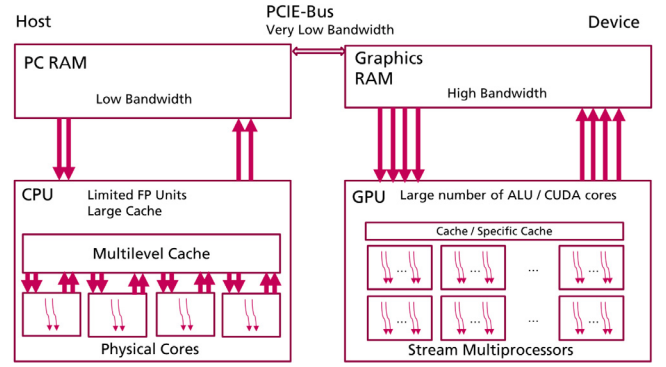 Host
PCIE-Bus
Very Low Bandwidth
Device
PC RAM
Low Bandwidth
Graphics
RAM
High Bandwidth
CPU
Limited FP Units
Large Cache
Multilevel Cache
Physical Cores
GPU
Large number of ALU / CUDA cores
Cache / Specific Cache
... ... ... ...
... ... ... ...
Stream Multiprocessors